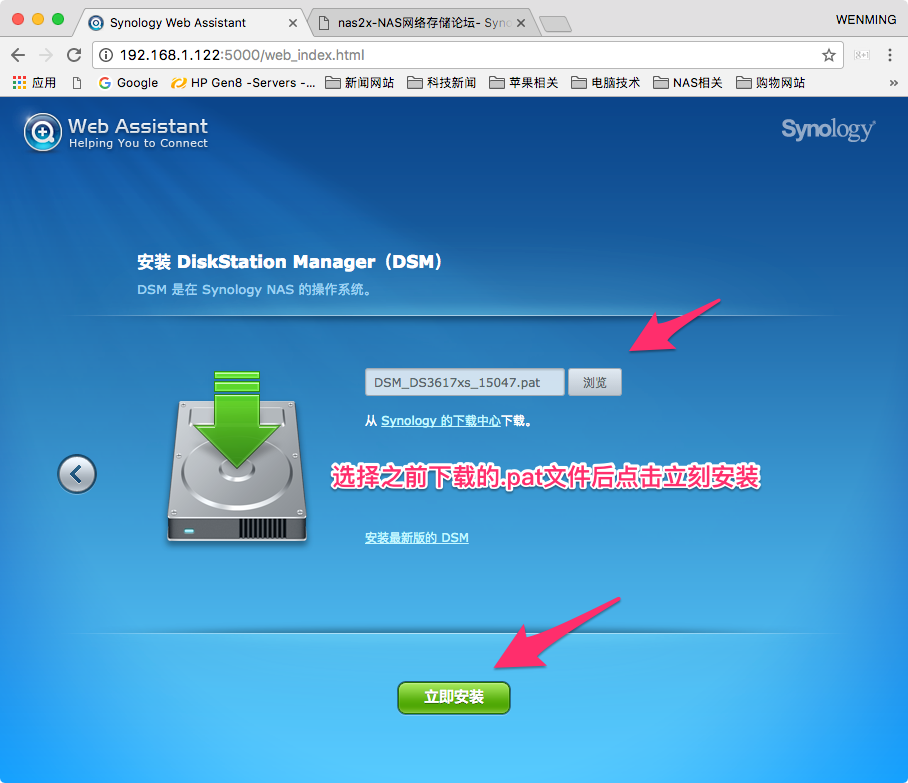 Synology Web Assistant
nas2x-NAS网络存储论坛- Syno
WENMING
192.168.1.122:5000/web_index.html
应用
Google
HP Gen8 -Servers -...
新闻网站
科技新闻
苹果相关
电脑技术
NAS相关
购物网站
»
Web Assistant
Helping You to Connect
Synology
安装 DiskStation Manager（DSM）
DSM 是在 Synology NAS 的操作系统。
DSM_DS3617xs_15047.pat
浏览
从 Synology 的下载中心下载。
选择之前下载的.pat文件后点击立刻安装
安装最新版的 DSM
立即安装